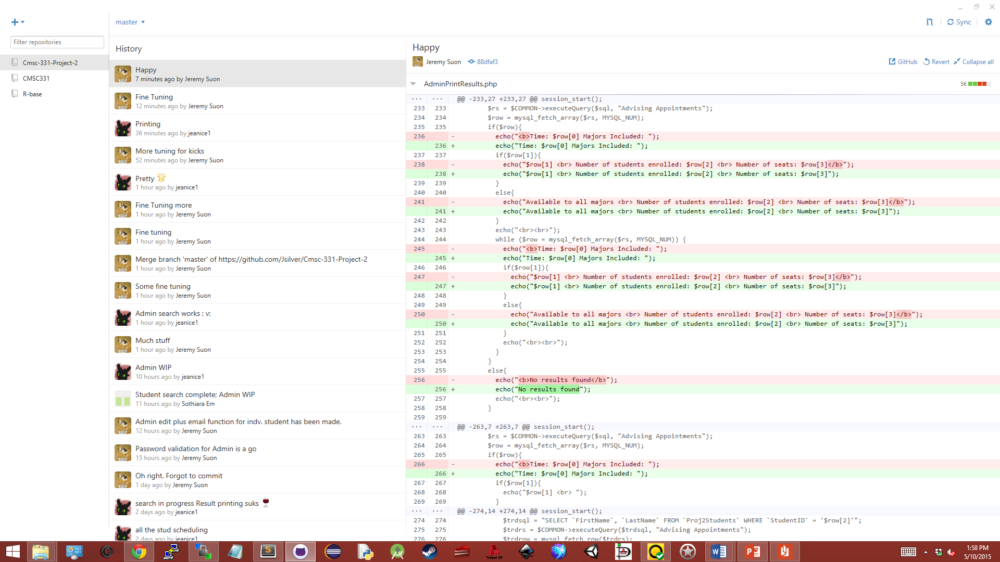 master
Sync
Filter repositories
Cmsc-331-Project-2
CMSC331
R-base
History
Happy
7 minutes ago by Jeremy Suon
Fine Tuning
12 minutes ago by Jeremy Suon
Printing
36 minutes ago by jeanice1
More tuning for kicks
52 minutes ago by Jeremy Suon
Pretty
1 hour ago by jeanice1
Fine Tuning more
1 hour ago by Jeremy Suon
Fine tuning
1 hour ago by Jeremy Suon
Merge branch 'master' of https://github.com/Jsilver/Cmsc-331-Project-2
1 hour ago by Jeremy Suon
Some fine tuning
1 hour ago by Jeremy Suon
Admin search works ; v;
1 hour ago by jeanice1
Much stuff
1 hour ago by Jeremy Suon
Admin WIP
10 hours ago by jeanice1
Student search complete; Admin WIP
11 hours ago by Sothiara Em
Admin edit plus email function for indv. student has been made.
12 hours ago by Jeremy Suon
Password validation for Admin is a go
15 hours ago by Jeremy Suon
Oh right. Forgot to commit
1 day ago by Jeremy Suon
search in progress Result printing suks
2 days ago by jeanice1
all the stud scheduling
2 days ago by jeanice1
Happy
Jeremy Suon 88dfaf3
GitHub Revert Collapse all
AdminPrintResults.php 56
... ... @@ -233,27 +233,27 @@ session_start();
233 233 $rs = $COMMON->executeQuery($sql, "Advising Appointments");
234 234 $row = mysql_fetch_array($rs, MYSQL_NUM);
235 235 if($row){
236 - echo("<b>Time: $row[0] Majors Included: ");
236 + echo("Time: $row[0] Majors Included: ");
237 237 if($row[1]){
238 - echo("$row[1] <br> Number of students enrolled: $row[2] <br> Number of seats: $row[3]</b>");
238 + echo("$row[1] <br> Number of students enrolled: $row[2] <br> Number of seats: $row[3]");
239 239 }
240 240 else{
241 - echo("Available to all majors <br> Number of students enrolled: $row[2] <br> Number of seats: $row[3]</b>");
241 + echo("Available to all majors <br> Number of students enrolled: $row[2] <br> Number of seats: $row[3]");
242 242 }
243 243 echo("<br><br>");
244 244 while ($row = mysql_fetch_array($rs, MYSQL_NUM)) {
245 - echo("<b>Time: $row[0] Majors Included: ");
245 + echo("Time: $row[0] Majors Included: ");
246 246 if($row[1]){
247 - echo("$row[1] <br> Number of students enrolled: $row[2] <br> Number of seats: $row[3]</b>");
247 + echo("$row[1] <br> Number of students enrolled: $row[2] <br> Number of seats: $row[3]");
248 248 }
249 249 else{
250 - echo("Available to all majors <br> Number of students enrolled: $row[2] <br> Number of seats: $row[3]</b>");
250 + echo("Available to all majors <br> Number of students enrolled: $row[2] <br> Number of seats: $row[3]");
251 251 }
252 252 echo("<br><br>");
253 253 }
254 254 }
255 255 else{
256 - echo("<b>No results found</b>");
256 + echo("No results found");
257 257 echo("<br><br>");
258 258 }
259 259
... ... @@ -263,7 +263,7 @@ session_start();
263 263 $rs = $COMMON->executeQuery($sql, "Advising Appointments");
264 264 $row = mysql_fetch_array($rs, MYSQL_NUM);
265 265 if($row){
266 - echo("<b>Time: $row[0] Majors Included: ");
266 + echo("Time: $row[0] Majors Included: ");
267 267 if($row[1]){
268 268 echo("$row[1] <br> ");
269 269 }
... ... @@ -274,14 +274,14 @@ session_start();
274 274 $trdsql = "SELECT `FirstName`, `LastName` FROM `Proj2Students` WHERE `StudentID` = '$row[2]'";
275 275 $trdrs = $COMMON->executeQuery($trdsql, "Advising Appointments");
276 276 $trdrow = mysql_fetch_row($trdrs);
1:58 PM
5/10/2015